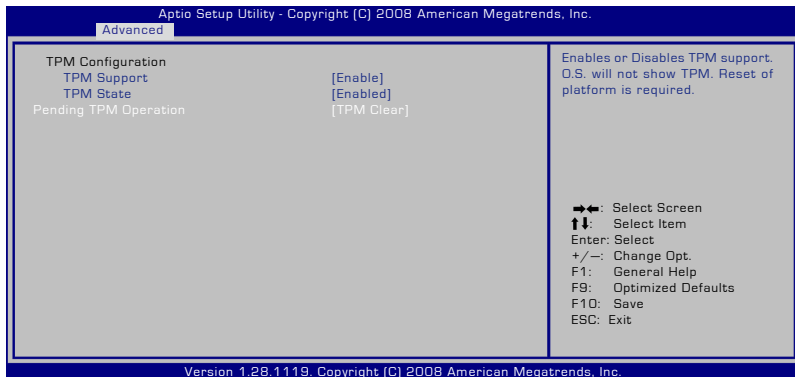 Aptio Setup Utility - Copyright (C) 2008 American Megatrends, Inc.
Advanced
TPM Configuration
TPM Support [Enable]
TPM State [Enabled]
Pending TPM Operation [TPM Clear]
Enables or Disables TPM support.
O.S. will not show TPM. Reset of
platform is required.
→←: Select Screen
↑↓: Select Item
Enter: Select
+/—: Change Opt.
F1: General Help
F9: Optimized Defaults
F10: Save
ESC: Exit
Version 1.28.1119. Copyright (C) 2008 American Megatrends, Inc.